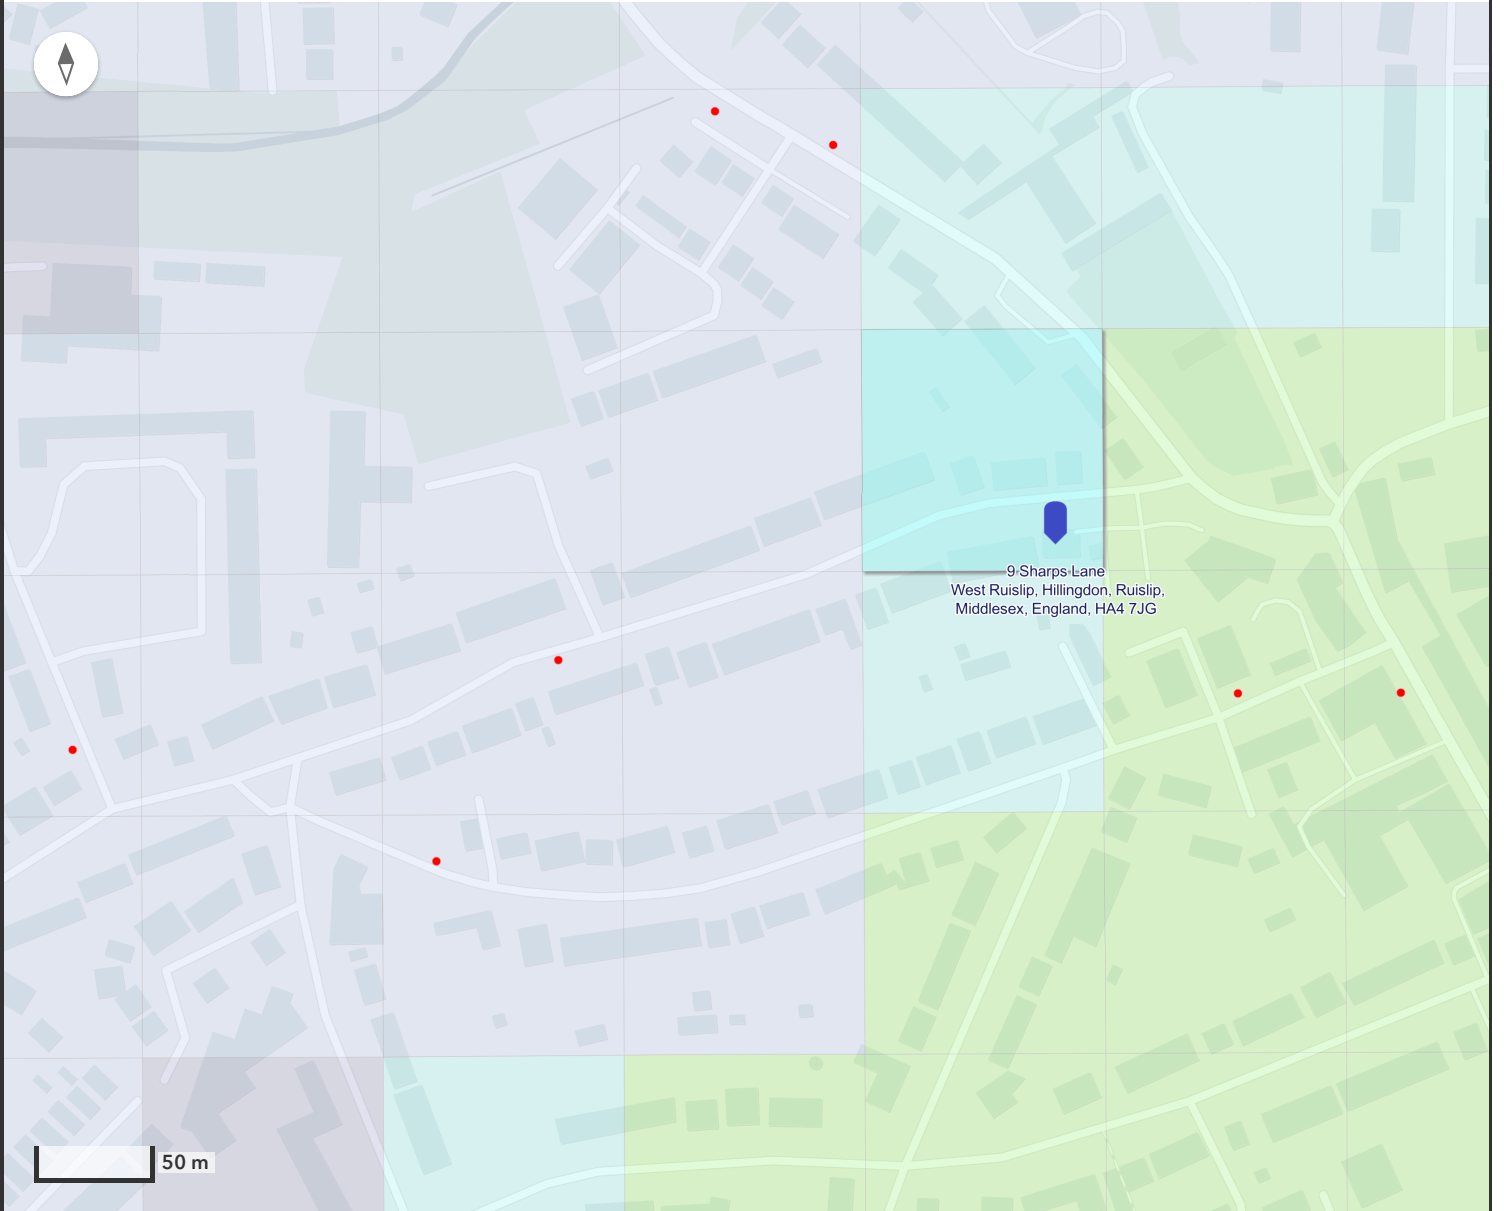 9 Sharps Lane
West Ruislip, Hillingdon, Ruislip,
Middlesex, England, HA4 7JG
50 m